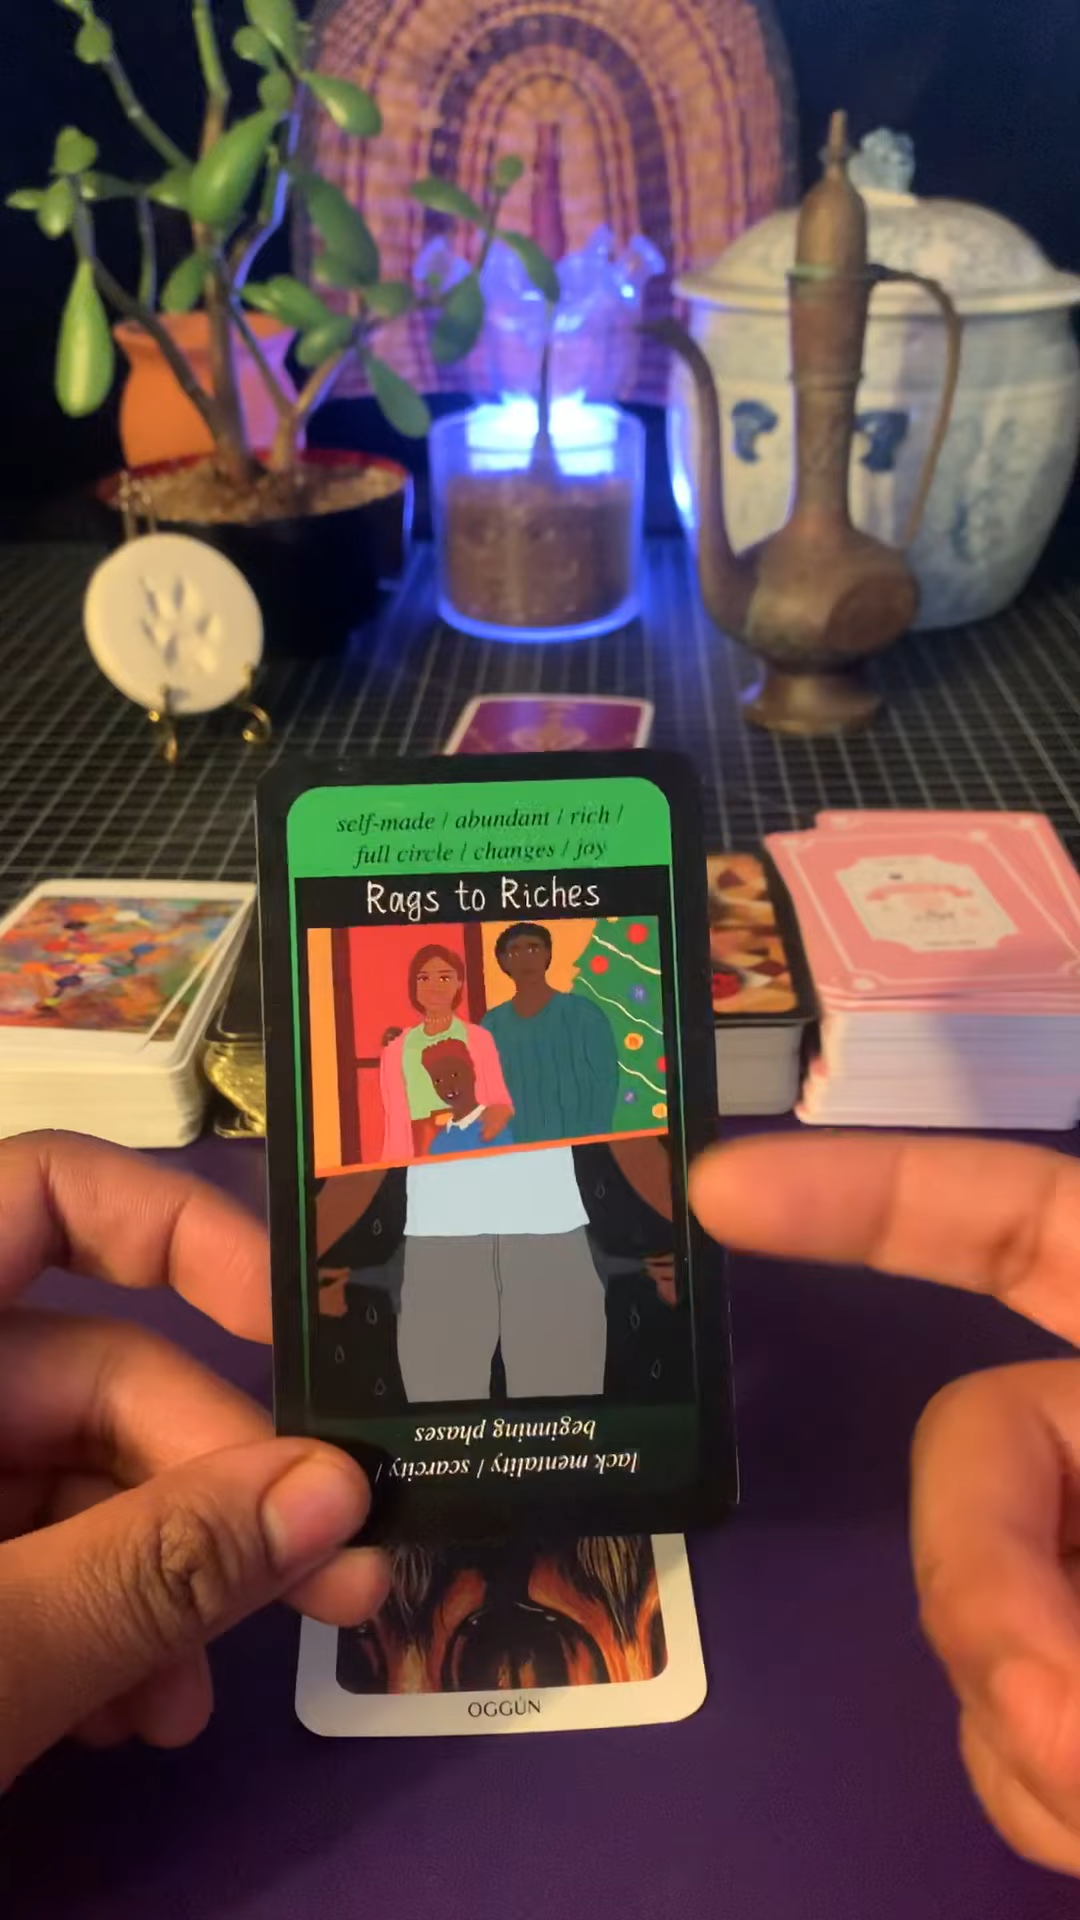 self-made / abundant / rich /
full circle / changes / joy
Rags to Riches
lack mentality / scarcity /
beginning phases
OGGÚN